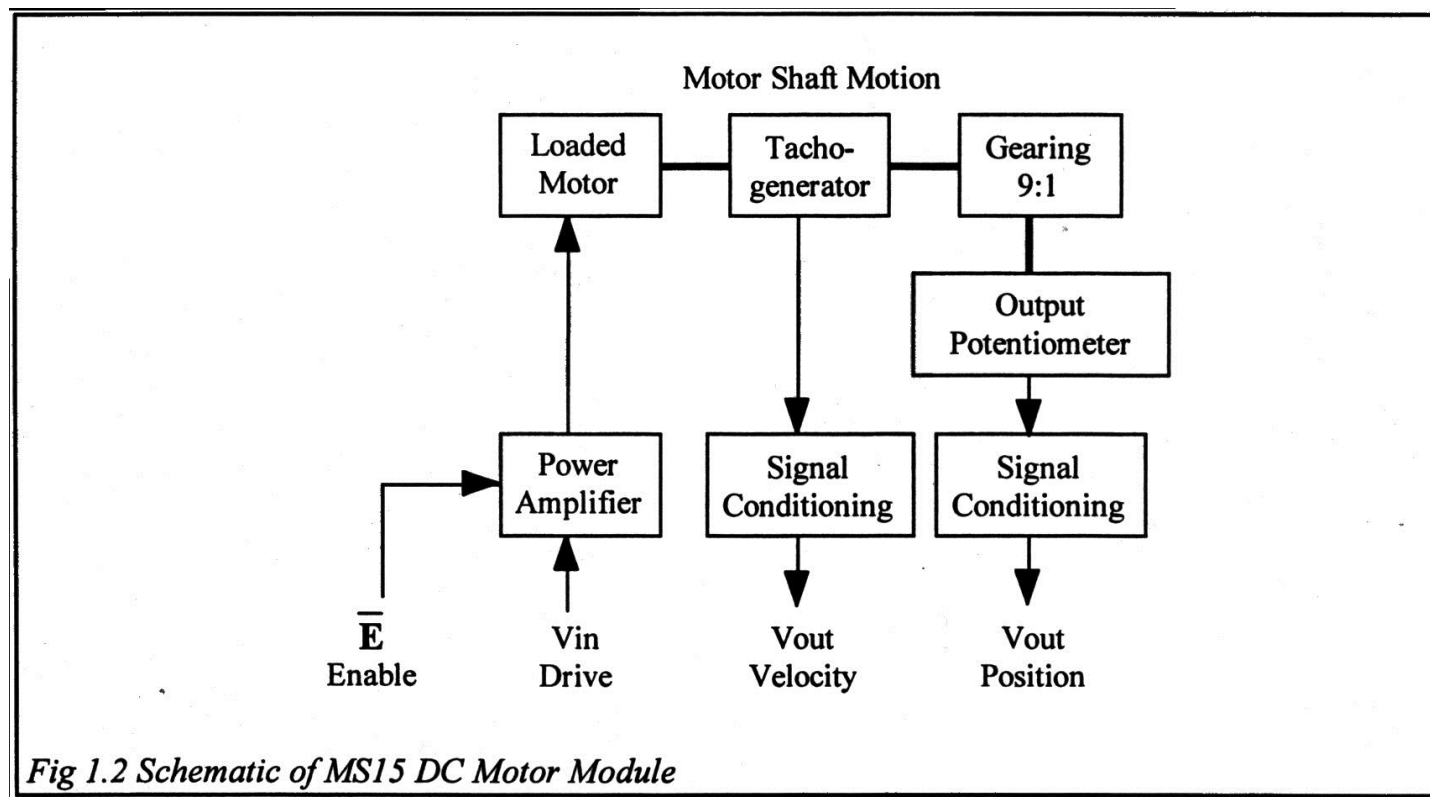 Motor Shaft Motion
Loaded
Motor
Tacho-
generator
Gearing
9:1
Output
Potentiometer
Power
Amplifier
Signal
Conditioning
Signal
Conditioning
E̅
Enable
Vin
Drive
Vout
Velocity
Vout
Position
Fig 1.2 Schematic of MS15 DC Motor Module